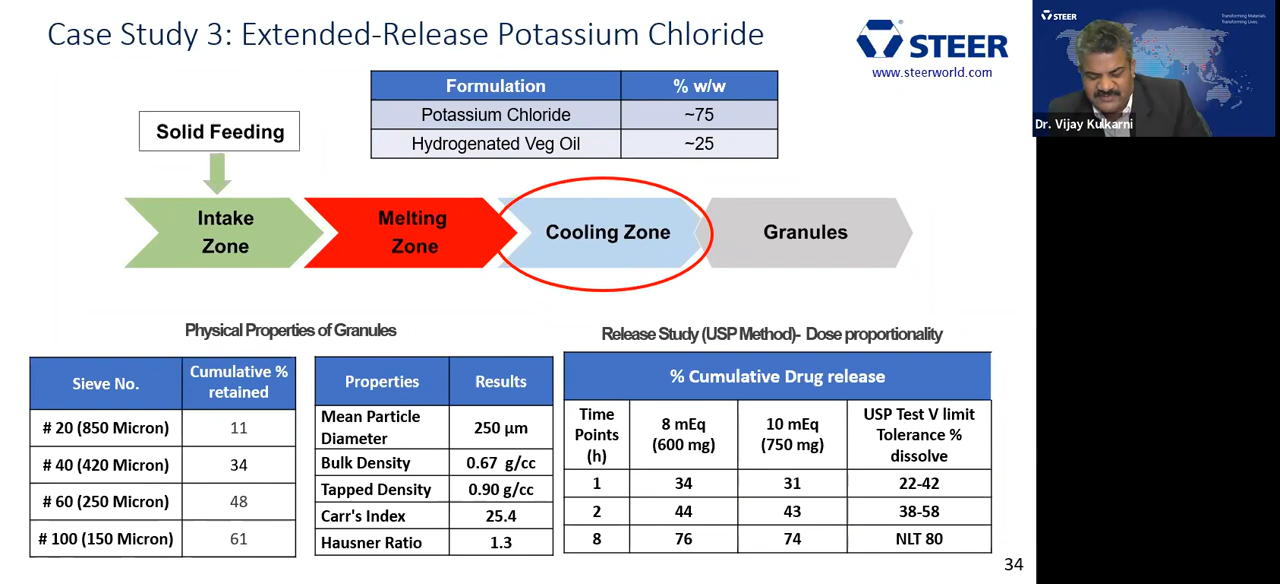 Case Study 3: Extended-Release Potassium Chloride
STEER
www.steerworld.com
STEER
Transforming Materials.
Transforming Lives.
Dr. Vijay Kulkarni
Formulation % w/w
Potassium Chloride ~75
Hydrogenated Veg Oil ~25
Solid Feeding
Intake
Zone
Melting
Zone
Cooling Zone
Granules
Physical Properties of Granules
Sieve No. Cumulative % retained
# 20 (850 Micron) 11
# 40 (420 Micron) 34
# 60 (250 Micron) 48
# 100 (150 Micron) 61
Properties Results
Mean Particle Diameter 250 µm
Bulk Density 0.67 g/cc
Tapped Density 0.90 g/cc
Carr's Index 25.4
Hausner Ratio 1.3
Release Study (USP Method)- Dose proportionality
% Cumulative Drug release
Time Points (h) 8 mEq (600 mg) 10 mEq (750 mg) USP Test V limit Tolerance % dissolve
1 34 31 22-42
2 44 43 38-58
8 76 74 NLT 80
34